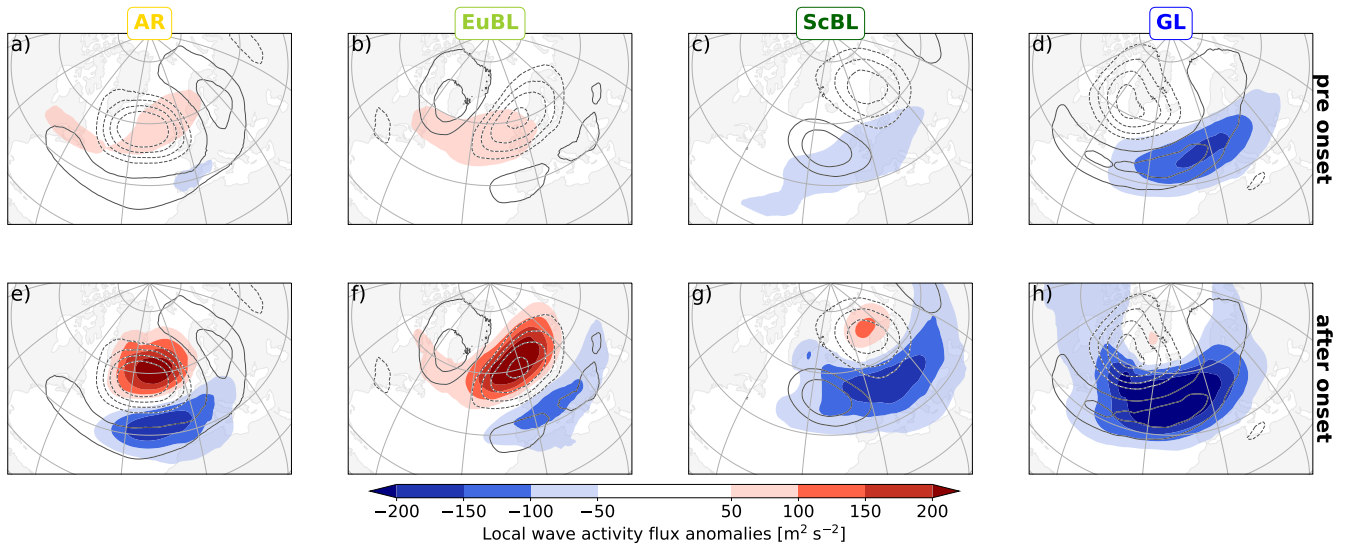 AR EuBL ScBL GL
a) b) c) d)
pre onset
e) f) g) h)
after onset
−200 −150 −100 −50 50 100 150 200
Local wave activity flux anomalies [m² s⁻²]